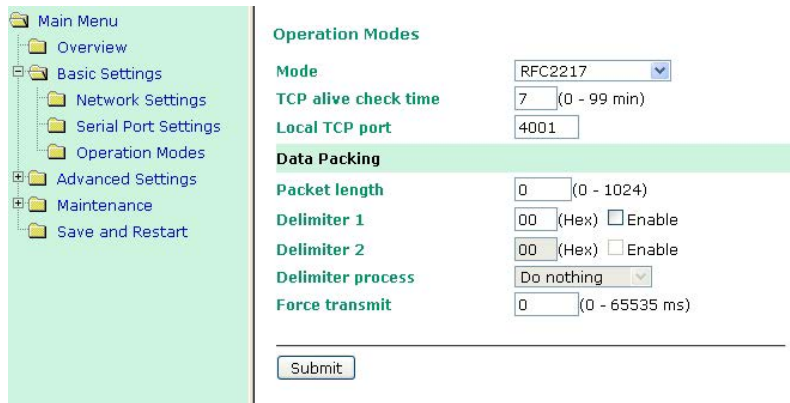 Main Menu
Overview
Basic Settings
Network Settings
Serial Port Settings
Operation Modes
Advanced Settings
Maintenance
Save and Restart
Operation Modes
Mode RFC2217
TCP alive check time 7 (0 - 99 min)
Local TCP port 4001
Data Packing
Packet length 0 (0 - 1024)
Delimiter 1 00 (Hex) Enable
Delimiter 2 00 (Hex) Enable
Delimiter process Do nothing
Force transmit 0 (0 - 65535 ms)
Submit